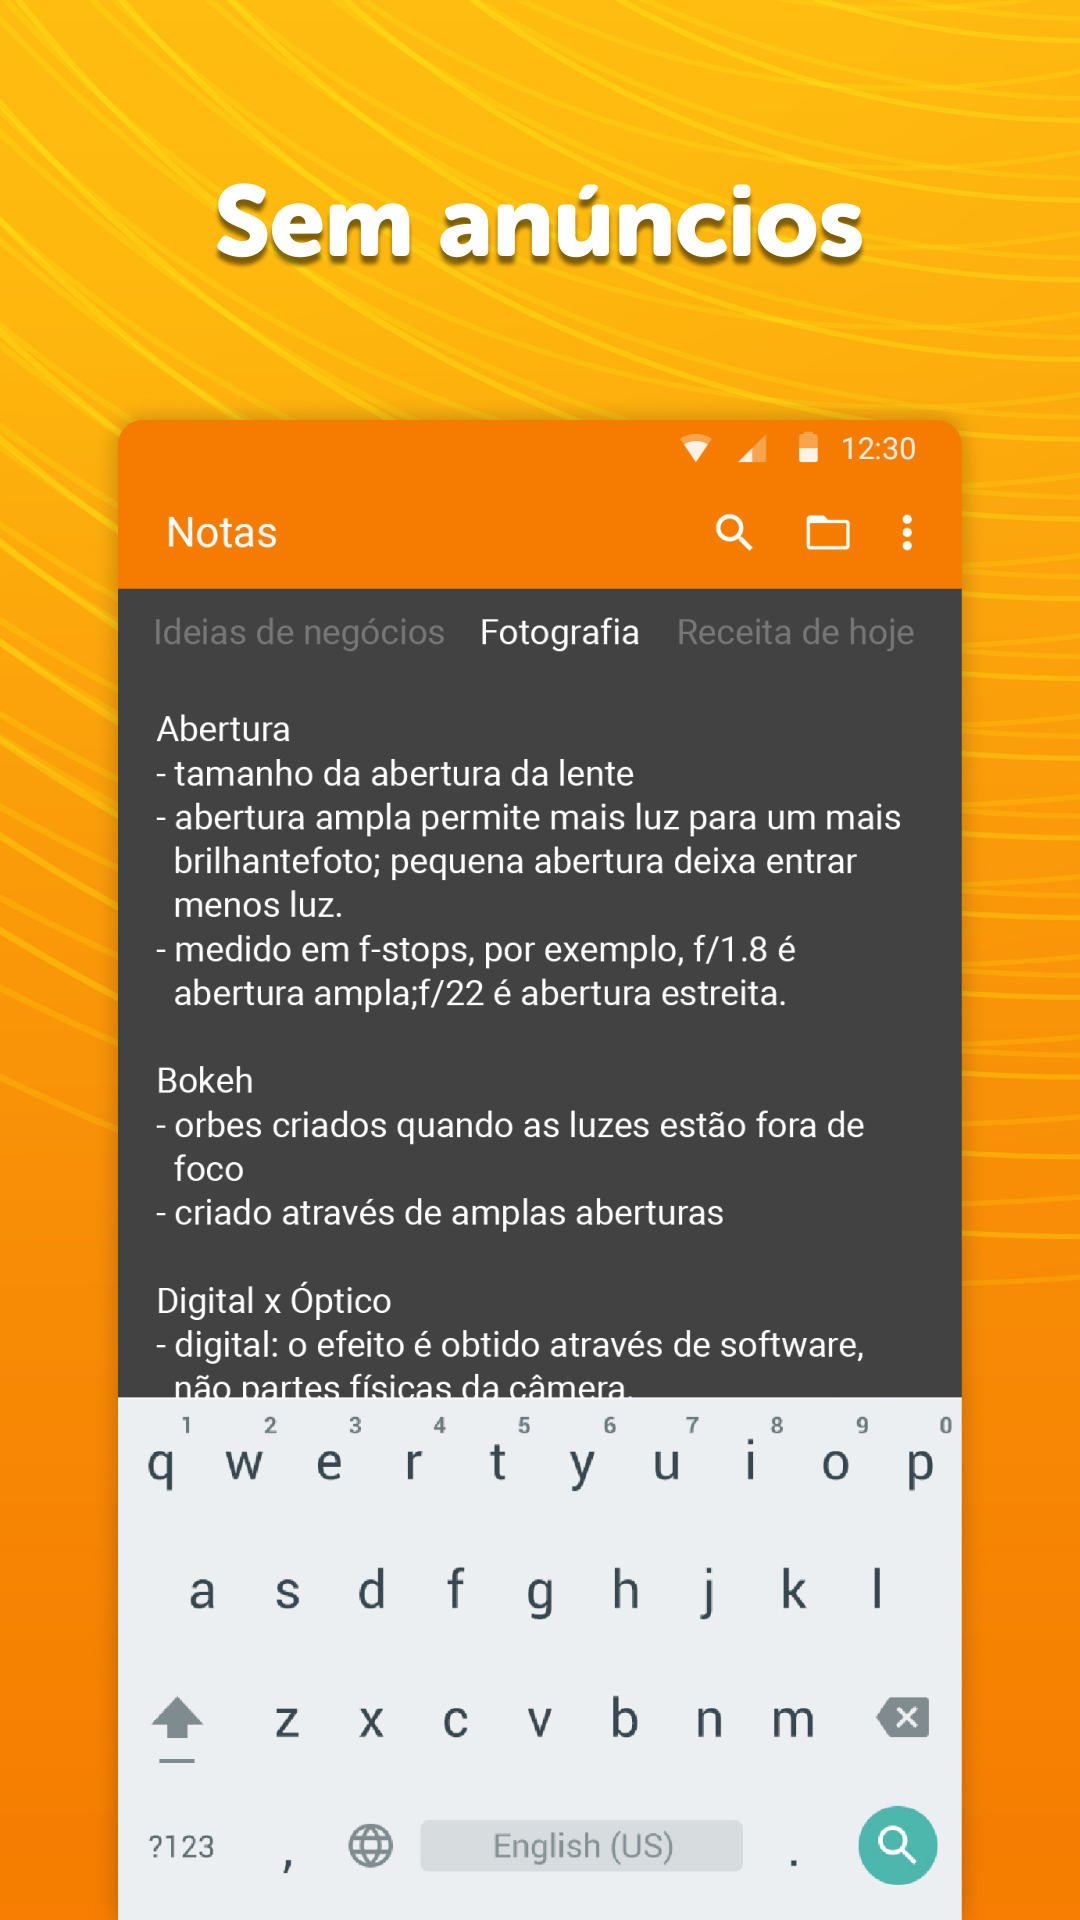 Sem anúncios
12:30
Notas
Ideias de negócios Fotografia Receita de hoje
Abertura
- tamanho da abertura da lente
- abertura ampla permite mais luz para um mais
brilhantefoto; pequena abertura deixa entrar
menos luz.
- medido em f-stops, por exemplo, f/1.8 é
abertura ampla;f/22 é abertura estreita.
Bokeh
- orbes criados quando as luzes estão fora de
foco
- criado através de amplas aberturas
Digital x Óptico
- digital: o efeito é obtido através de software,
não partes físicas da câmera.
1 2 3 4 5 6 7 8 9 0
q w e r t y u i o p
a s d f g h j k l
z x c v b n m
?123 , English (US) .